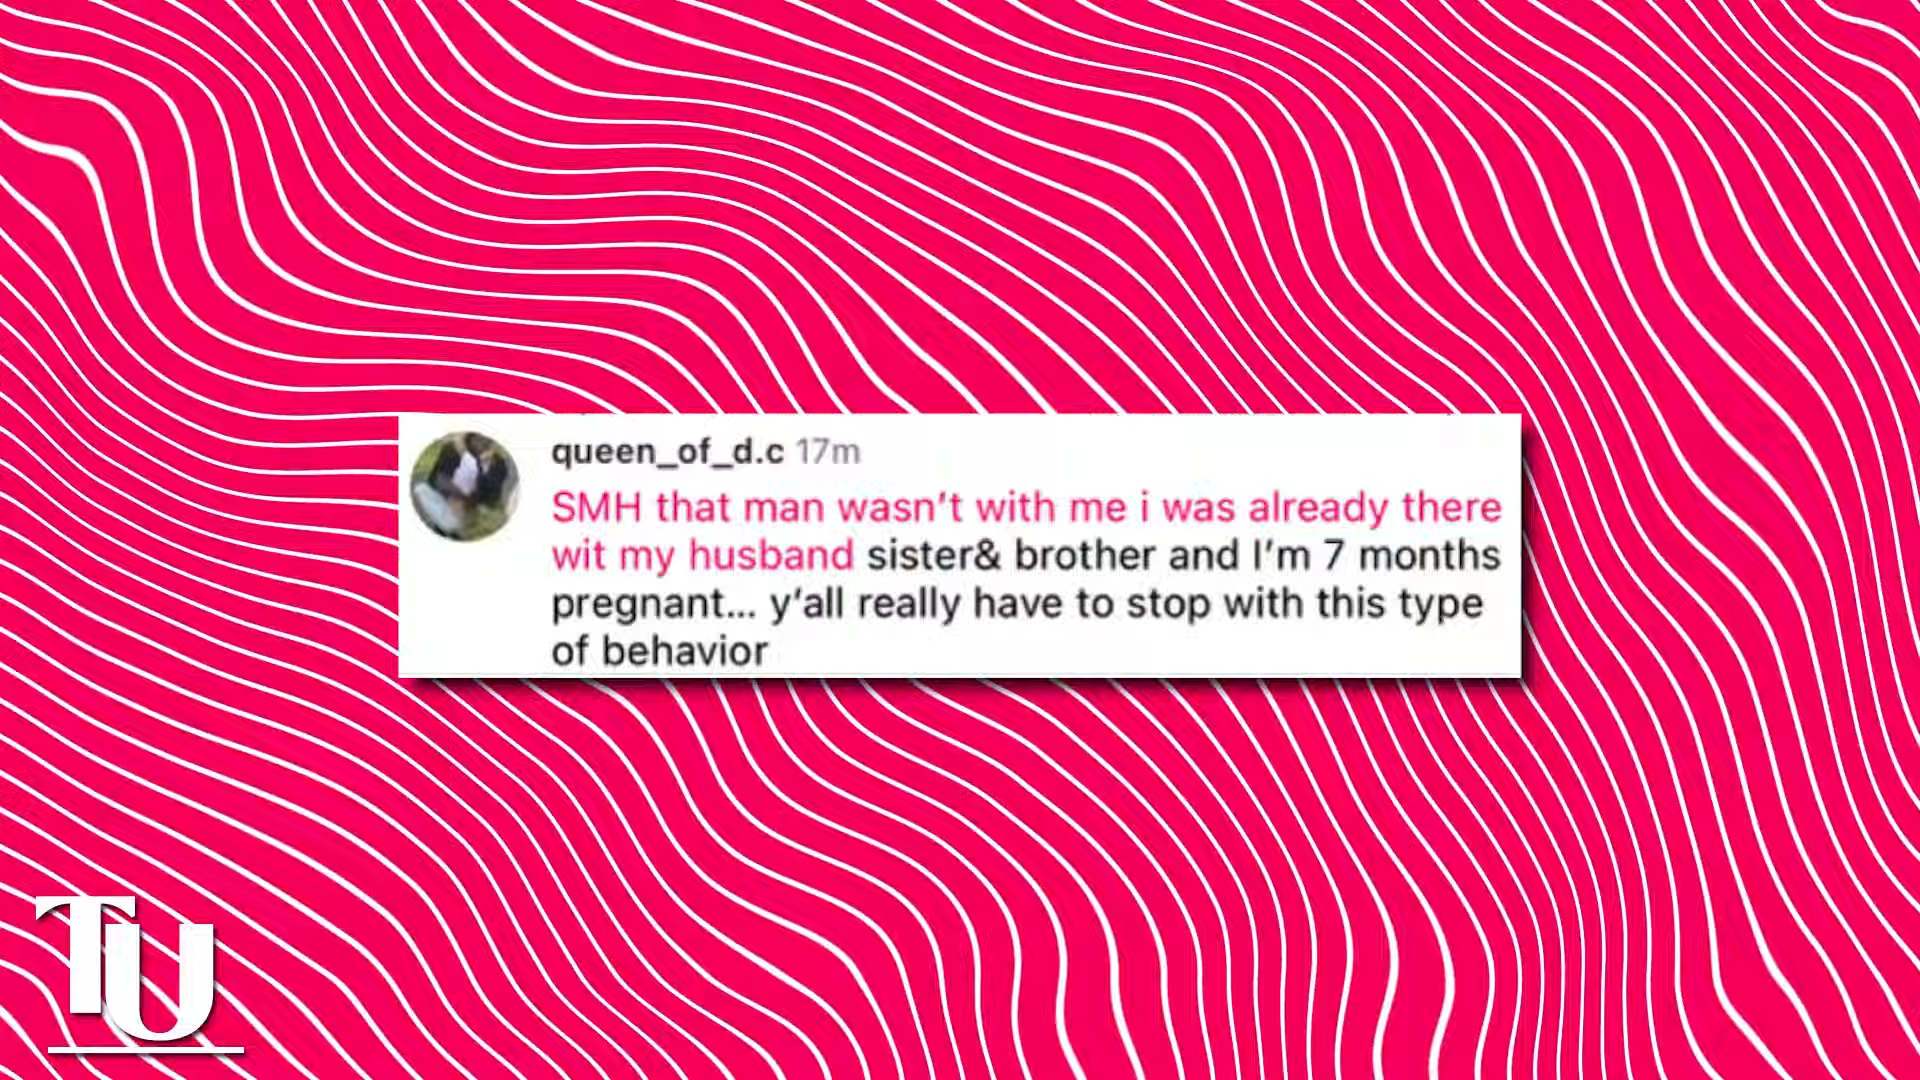 queen_of_d.c 17m
SMH that man wasn’t with me i was already there
wit my husband sister& brother and I’m 7 months
pregnant... y’all really have to stop with this type
of behavior
TU